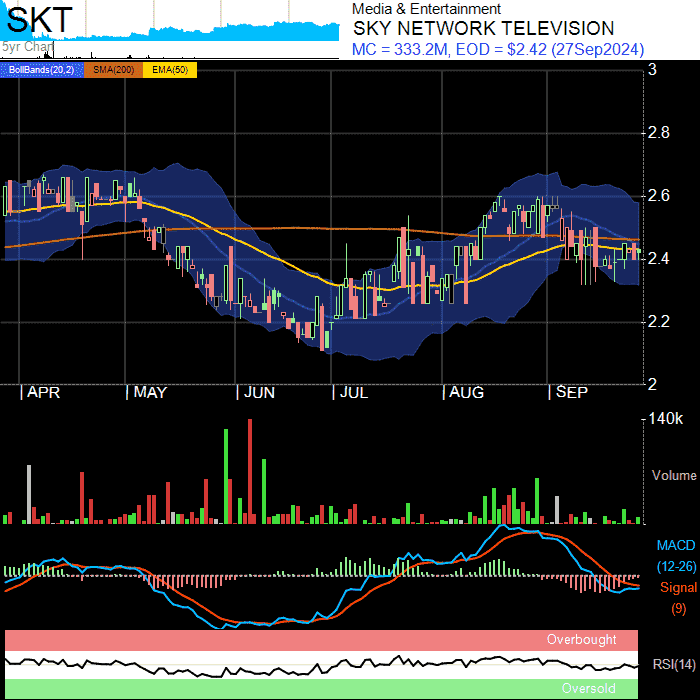 SKT
5yr Chart
Media & Entertainment
SKY NETWORK TELEVISION
MC = 333.2M, EOD = $2.42 (27Sep2024)
BollBands(20,2) SMA(200) EMA(50)
3
2.8
2.6
2.4
2.2
2
APR MAY JUN JUL AUG SEP
140k
Volume
MACD
(12-26)
Signal
(9)
Overbought
RSI(14)
Oversold